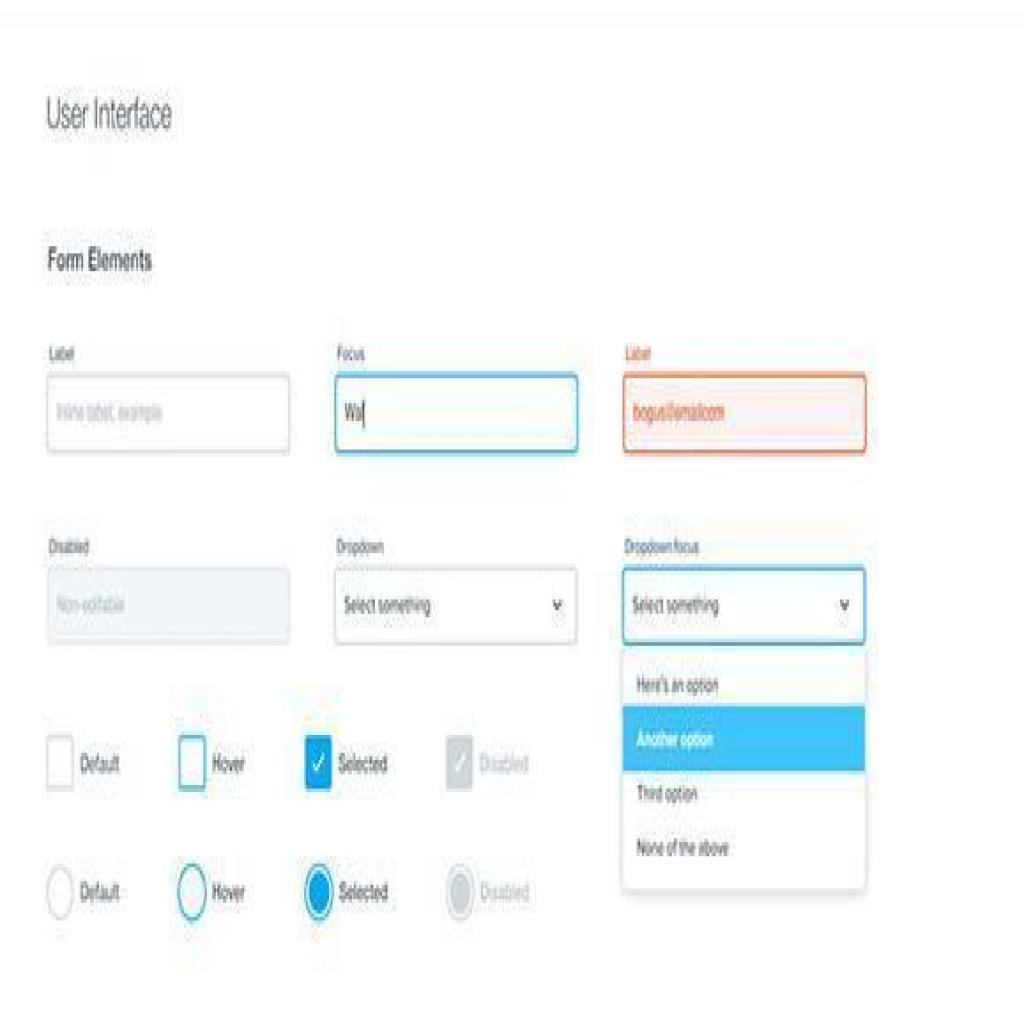 User Interface
Form Elements
Label Focus Label
Inline label, example Wa bogus@emailcom
Disabled Dropdown Dropdown focus
Non-editable Select something Select something
Here's an option
Another option
Default Hover Selected Disabled
Third option
None of the above
Default Hover Selected Disabled